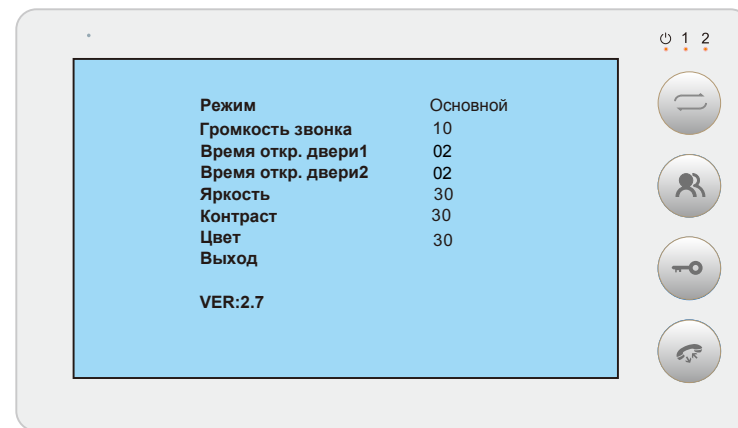 1 2
Режим Основной
Громкость звонка 10
Время откр. двери1 02
Время откр. двери2 02
Яркость 30
Контраст 30
Цвет 30
Выход
VER:2.7